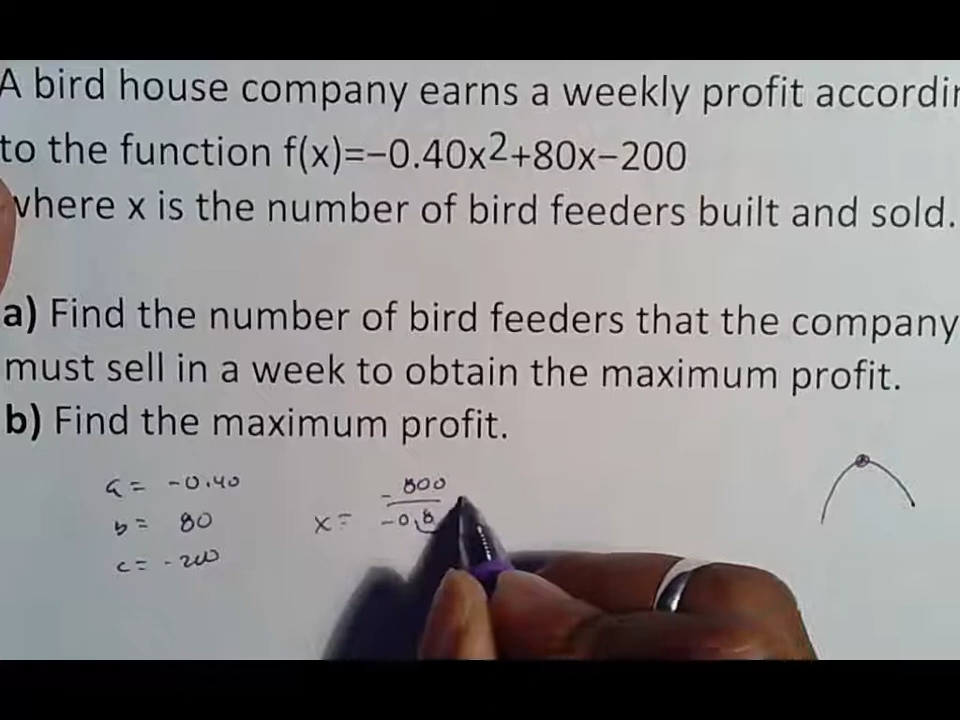 A bird house company earns a weekly profit accordin
to the function f(x)=−0.40x²+80x−200
where x is the number of bird feeders built and sold.
a) Find the number of bird feeders that the company
must sell in a week to obtain the maximum profit.
b) Find the maximum profit.
a = -0.40
b = 80
c = -200
x = - 800 / -0.8